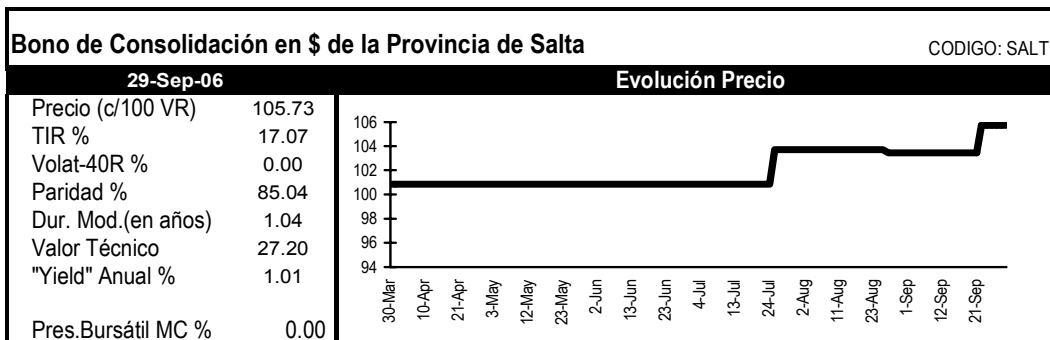 Bono de Consolidación en $ de la Provincia de Salta CODIGO: SALT
29-Sep-06 Evolución Precio
Precio (c/100 VR) 105.73
TIR % 17.07
Volat-40R % 0.00
Paridad % 85.04
Dur. Mod.(en años) 1.04
Valor Técnico 27.20
"Yield" Anual % 1.01
Pres.Bursátil MC % 0.00
106
104
102
100
98
96
94
30-Mar
10-Apr
21-Apr
3-May
12-May
23-May
2-Jun
13-Jun
23-Jun
4-Jul
13-Jul
24-Jul
2-Aug
11-Aug
23-Aug
1-Sep
12-Sep
21-Sep